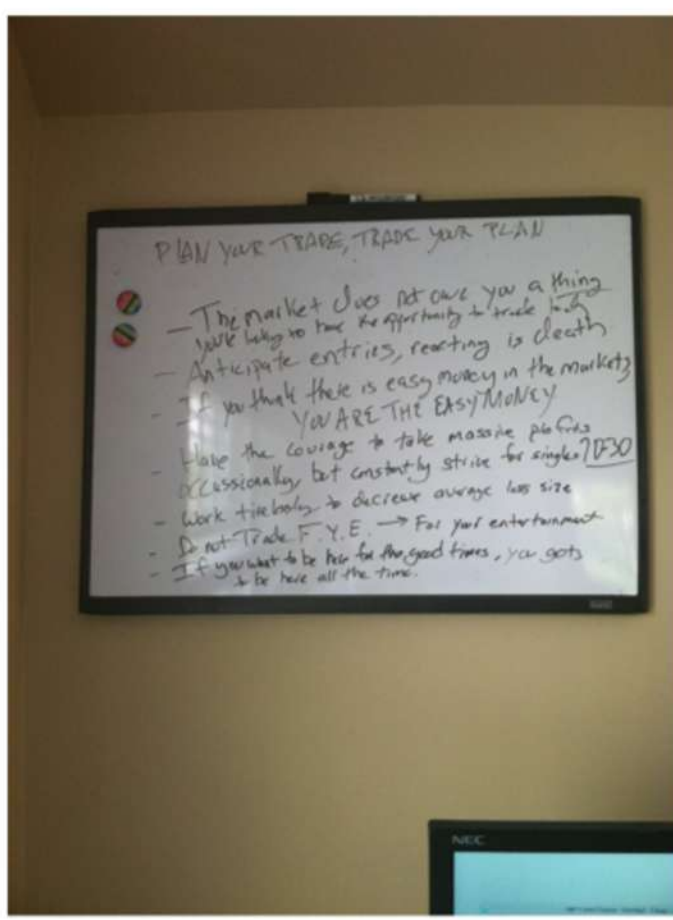 PLAN YOUR TRADE, TRADE YOUR PLAN
- The market does not owe you a thing
you're lucky to have the opportunity to trade
- Anticipate entries, reacting is death
- If you think there is easy money in the markets
YOU ARE THE EASY MONEY
- Have the courage to take massive profits
occassionally, but constantly strive for singles
- Work tirelessly to decrease average loss size
- Do not Trade F.Y.E. → For your entertainment
- If you want to be here for the good times, you gots
to be here all the time.
NEC